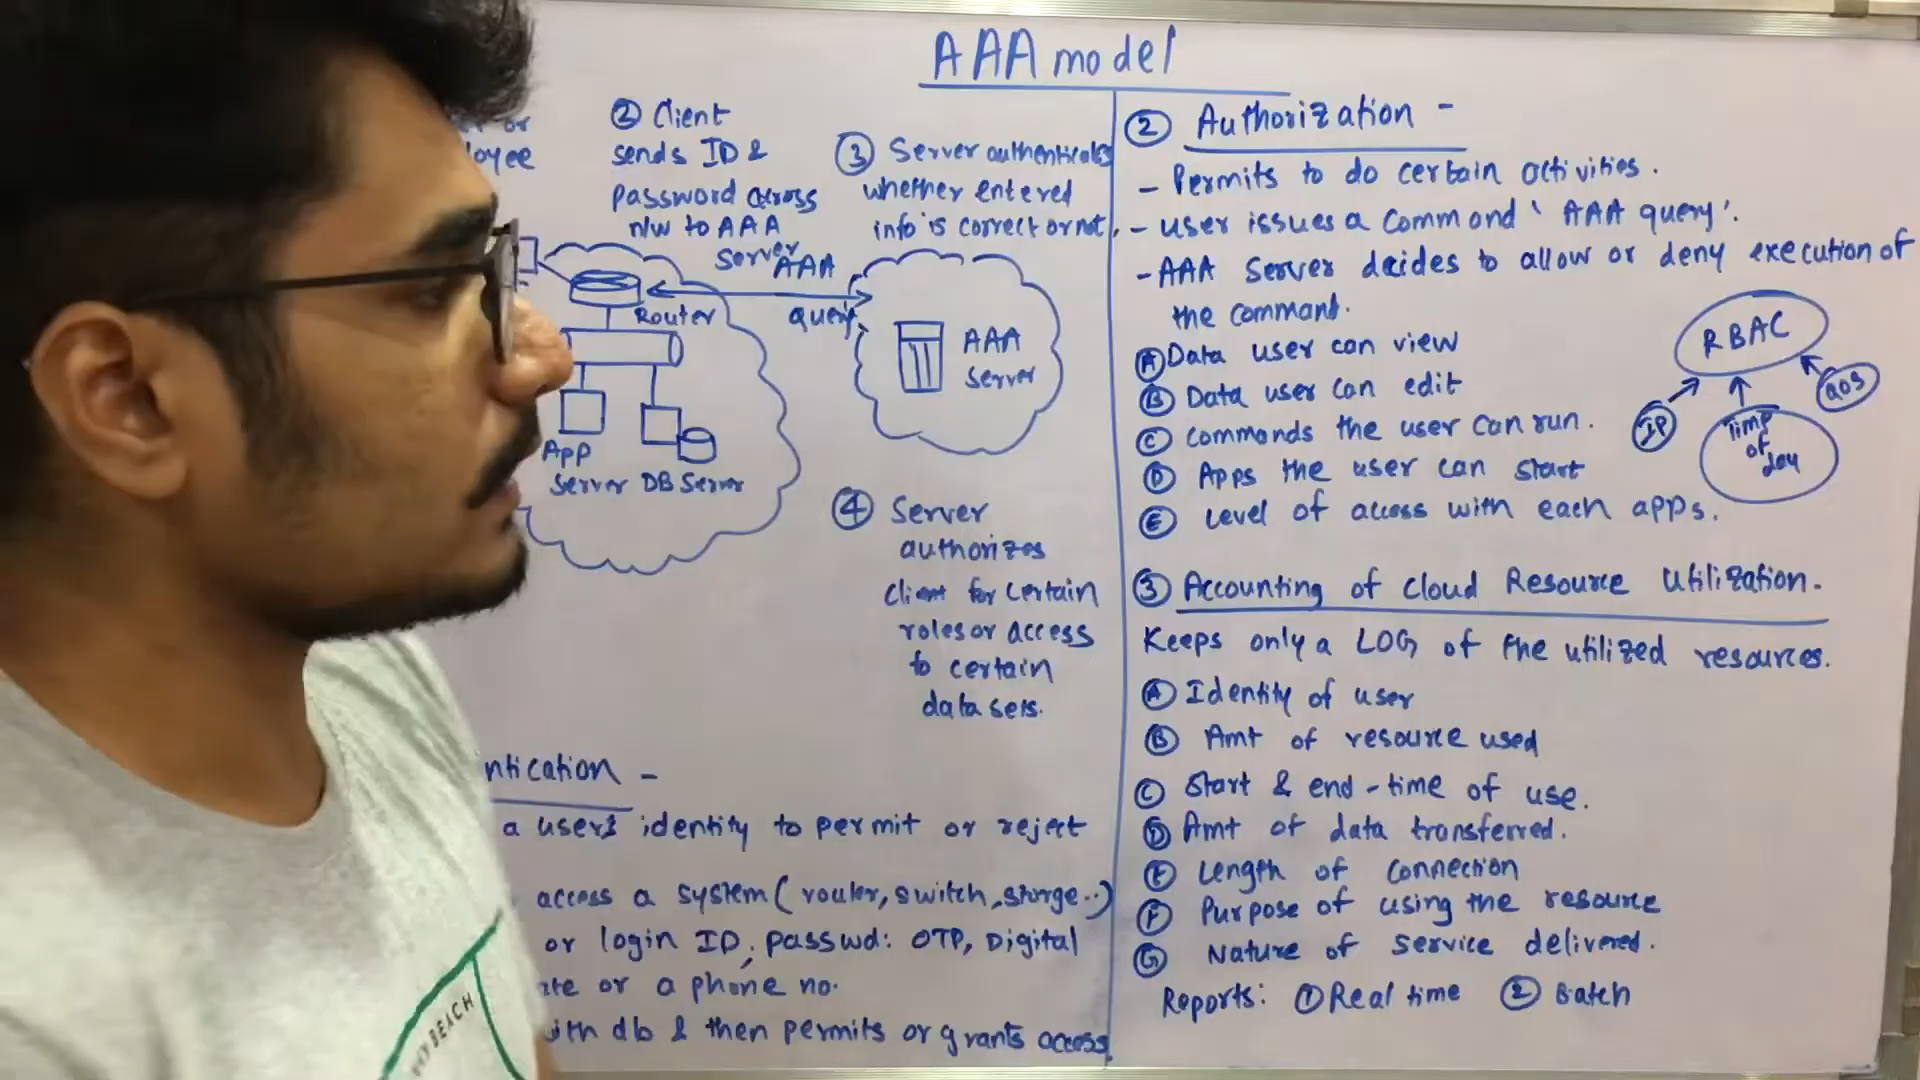 AAA model
or
loyee
② Client
sends ID &
password across
n/w to AAA
server
③ Server authenticates
whether entered
info is correct or not.
AAA
query
Router
App
Server
DB Server
AAA
Server
④ Server
authorizes
client for certain
roles or access
to certain
data sets.
ntication -
a users identity to permit or reject
access a system (router, switch, storge..)
or login ID, passwd: OTP, Digital
ate or a phone no.
with db & then permits or grants access
② Authorization -
- Permits to do certain activities.
- User issues a command 'AAA query'.
- AAA Server decides to allow or deny execution of
the command.
Ⓐ Data user can view
Ⓑ Data user can edit
Ⓒ Commands the user can run.
Ⓓ Apps the user can start
Ⓔ Level of access with each apps.
RBAC
IP
Time
of
day
QOS
③ Accounting of Cloud Resource Utilization.
Keeps only a LOG of the utilized resources.
Ⓐ Identity of user
Ⓑ Amt of resource used
Ⓒ Start & end-time of use.
Ⓓ Amt of data transferred.
Ⓔ Length of connection
Ⓕ Purpose of using the resource
Ⓖ Nature of service delivered.
Reports: ① Real time ② Batch
BEACH